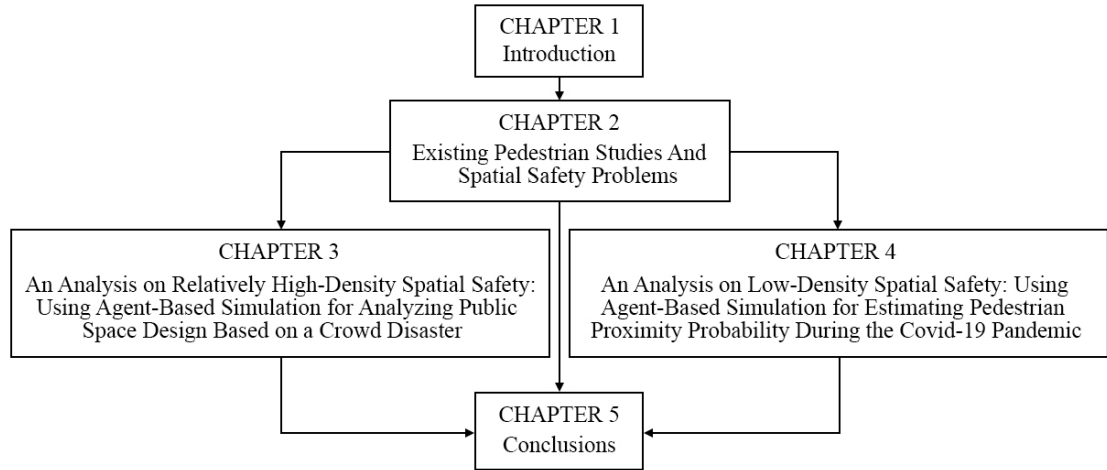 CHAPTER 1
Introduction
CHAPTER 2
Existing Pedestrian Studies And
Spatial Safety Problems
CHAPTER 3
An Analysis on Relatively High-Density Spatial Safety:
Using Agent-Based Simulation for Analyzing Public
Space Design Based on a Crowd Disaster
CHAPTER 4
An Analysis on Low-Density Spatial Safety: Using
Agent-Based Simulation for Estimating Pedestrian
Proximity Probability During the Covid-19 Pandemic
CHAPTER 5
Conclusions